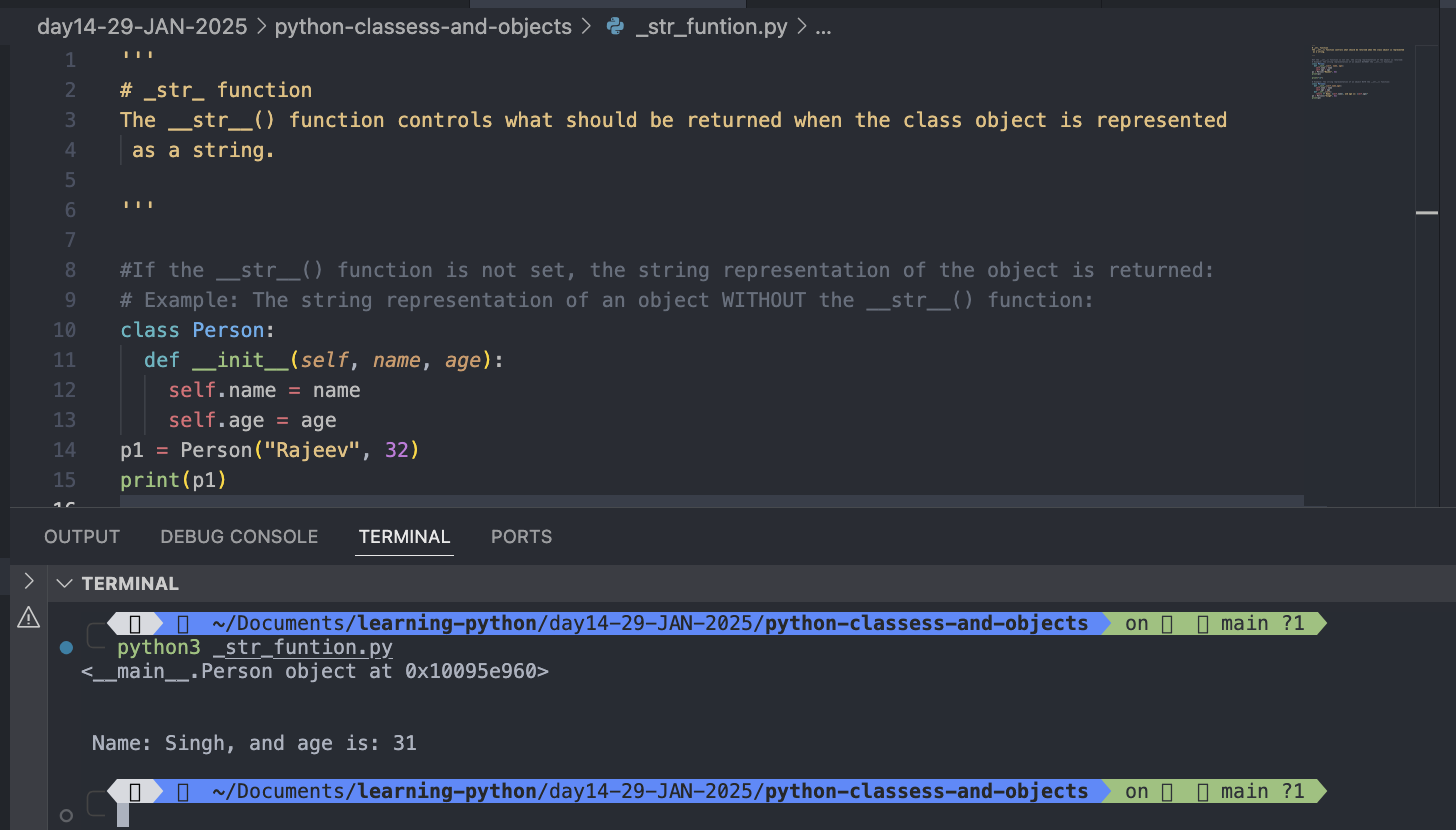 day14-29-JAN-2025 > python-classess-and-objects > _str_funtion.py > ...
1 '''
2 # _str_ function
3 The __str__() function controls what should be returned when the class object is represented
4 as a string.
5
6 '''
7
8 #If the __str__() function is not set, the string representation of the object is returned:
9 # Example: The string representation of an object WITHOUT the __str__() function:
10 class Person:
11 def __init__(self, name, age):
12 self.name = name
13 self.age = age
14 p1 = Person("Rajeev", 32)
15 print(p1)
16
OUTPUT DEBUG CONSOLE TERMINAL PORTS
TERMINAL
~/Documents/learning-python/day14-29-JAN-2025/python-classess-and-objects on main ?1
python3 _str_funtion.py
<__main__.Person object at 0x10095e960>
Name: Singh, and age is: 31
~/Documents/learning-python/day14-29-JAN-2025/python-classess-and-objects on main ?1